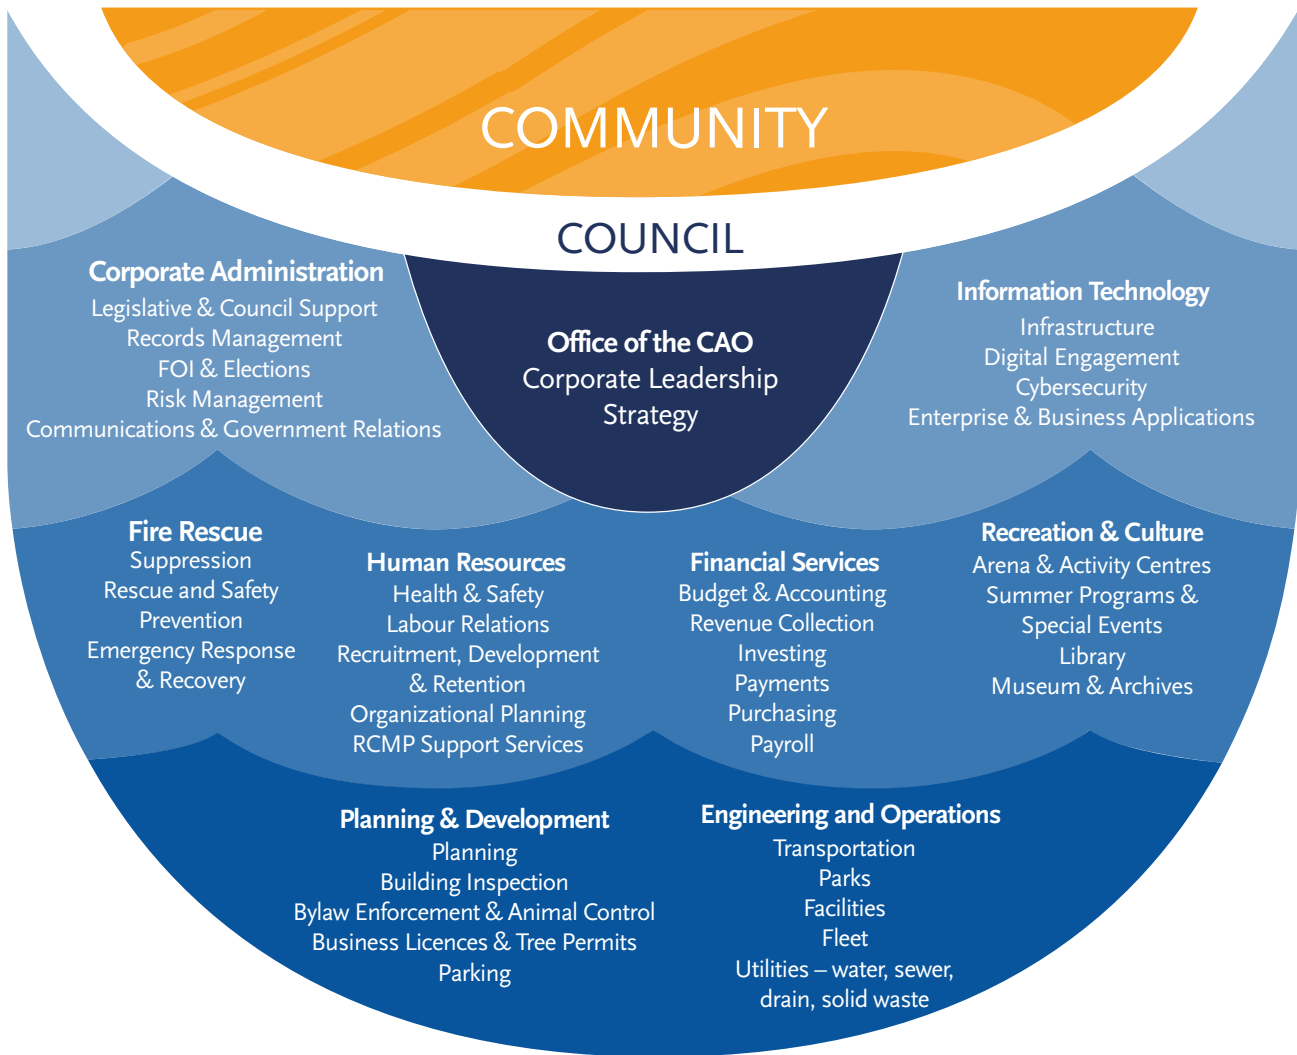 COMMUNITY
COUNCIL
Office of the CAO
Corporate Leadership
Strategy
Corporate Administration
Legislative & Council Support
Records Management
FOI & Elections
Risk Management
Communications & Government Relations
Information Technology
Infrastructure
Digital Engagement
Cybersecurity
Enterprise & Business Applications
Fire Rescue
Suppression
Rescue and Safety
Prevention
Emergency Response
& Recovery
Human Resources
Health & Safety
Labour Relations
Recruitment, Development
& Retention
Organizational Planning
RCMP Support Services
Financial Services
Budget & Accounting
Revenue Collection
Investing
Payments
Purchasing
Payroll
Recreation & Culture
Arena & Activity Centres
Summer Programs &
Special Events
Library
Museum & Archives
Planning & Development
Planning
Building Inspection
Bylaw Enforcement & Animal Control
Business Licences & Tree Permits
Parking
Engineering and Operations
Transportation
Parks
Facilities
Fleet
Utilities – water, sewer,
drain, solid waste